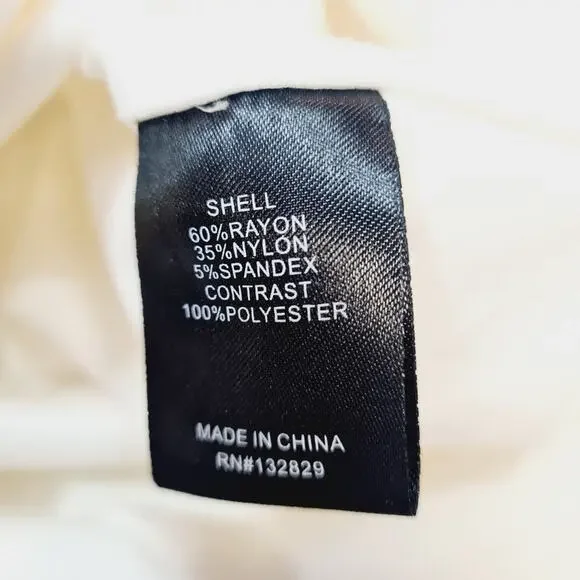 SHELL
60%RAYON
35%NYLON
5%SPANDEX
CONTRAST
100%POLYESTER
MADE IN CHINA
RN#132829